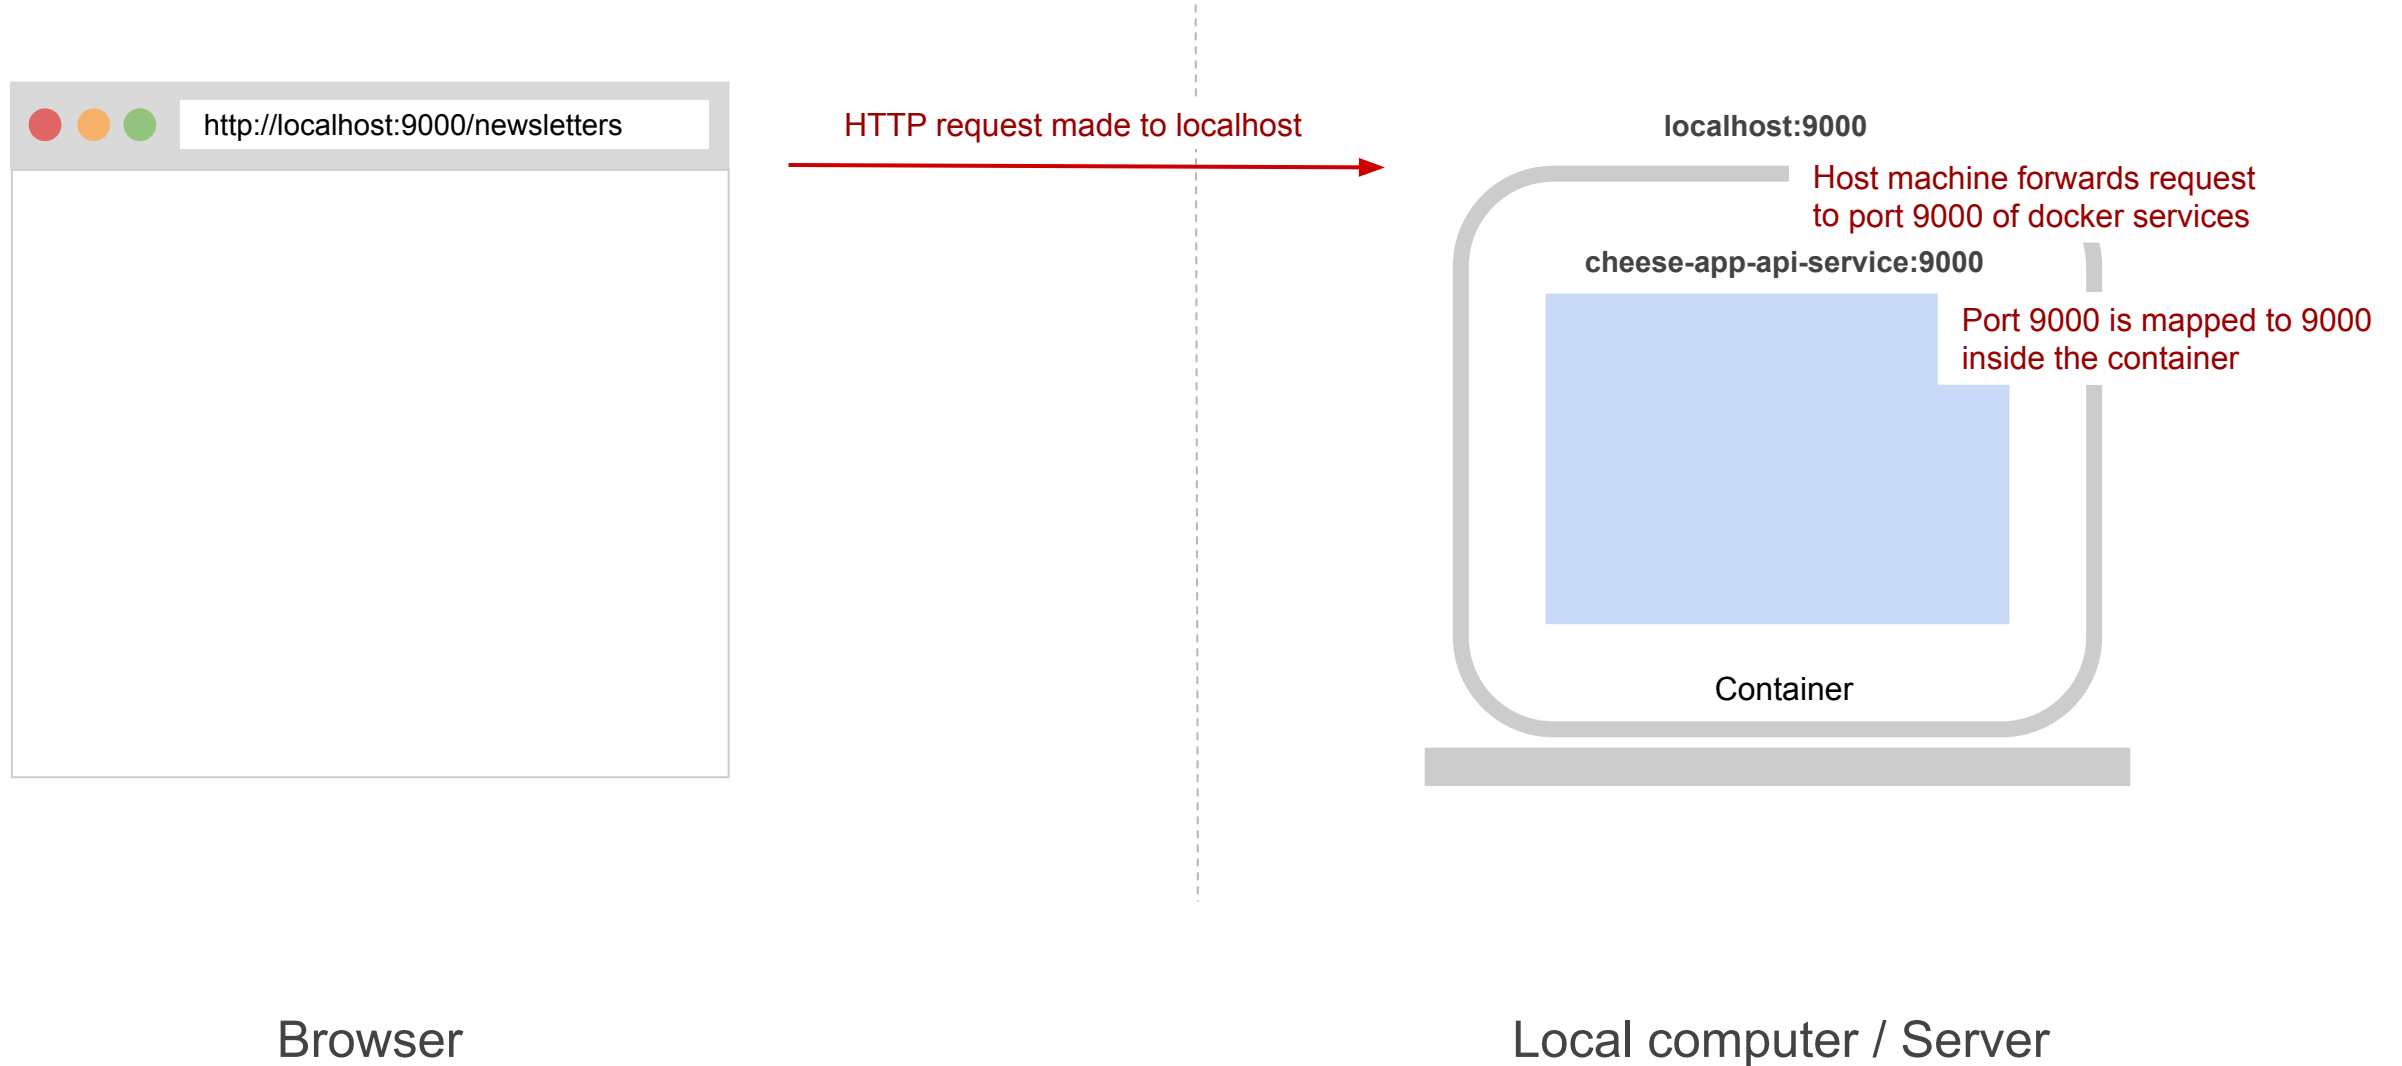 http://localhost:9000/newsletters
HTTP request made to localhost
localhost:9000
Host machine forwards request
to port 9000 of docker services
cheese-app-api-service:9000
Port 9000 is mapped to 9000
inside the container
Container
Browser
Local computer / Server